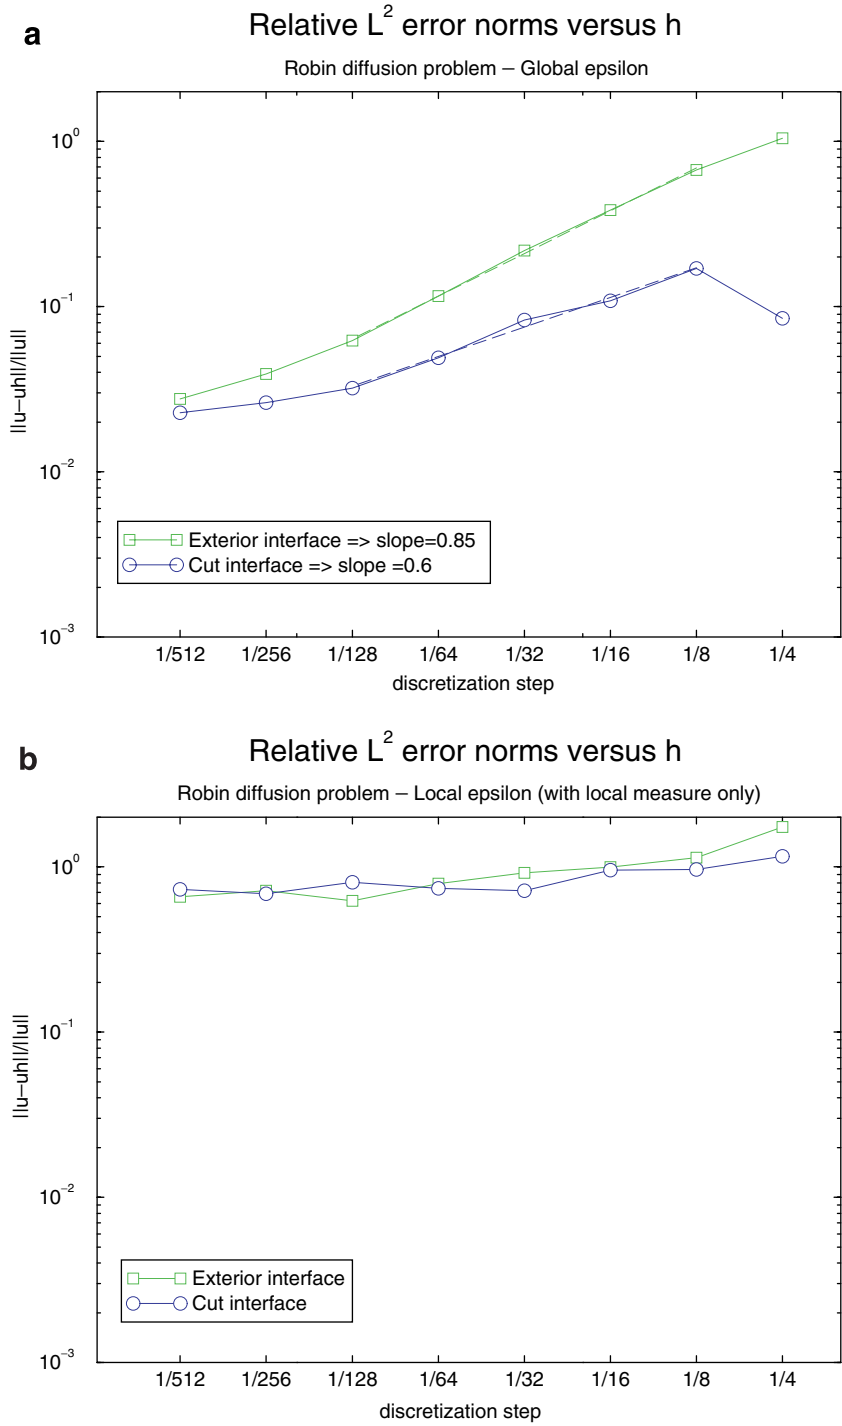 a
Relative L² error norms versus h
Robin diffusion problem – Global epsilon
10⁰
10⁻¹
10⁻²
10⁻³
||u–uh||/||u||
Exterior interface => slope=0.85
Cut interface => slope =0.6
1/512 1/256 1/128 1/64 1/32 1/16 1/8 1/4
discretization step
b
Relative L² error norms versus h
Robin diffusion problem – Local epsilon (with local measure only)
10⁰
10⁻¹
10⁻²
10⁻³
||u–uh||/||u||
Exterior interface
Cut interface
1/512 1/256 1/128 1/64 1/32 1/16 1/8 1/4
discretization step